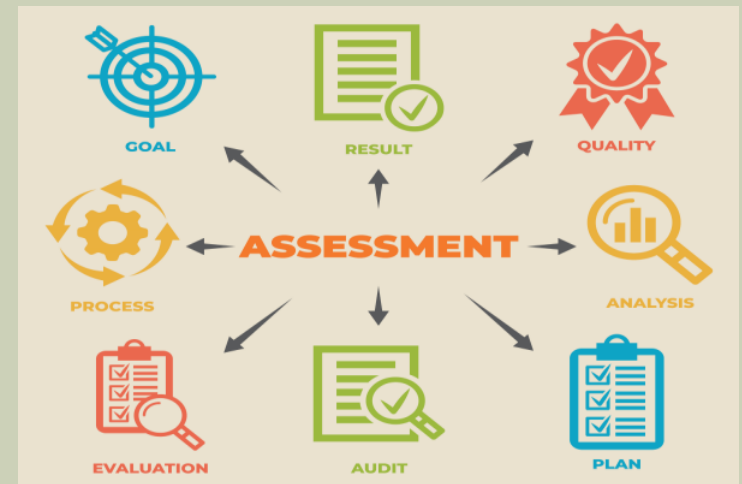 GOAL
RESULT
QUALITY
PROCESS
ASSESSMENT
ANALYSIS
EVALUATION
AUDIT
PLAN